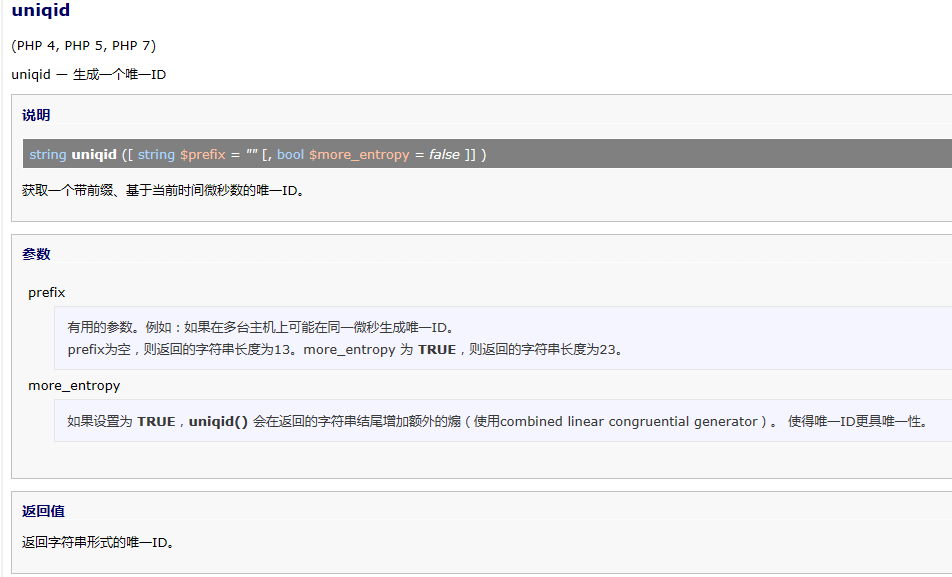 uniqid
(PHP 4, PHP 5, PHP 7)
uniqid — 生成一个唯一ID
说明
string uniqid ([ string $prefix = "" [, bool $more_entropy = false ]] )
获取一个带前缀、基于当前时间微秒数的唯一ID。
参数
prefix
有用的参数。例如：如果在多台主机上可能在同一微秒生成唯一ID。
prefix为空，则返回的字符串长度为13。more_entropy 为 TRUE，则返回的字符串长度为23。
more_entropy
如果设置为 TRUE，uniqid() 会在返回的字符串结尾增加额外的煽（使用combined linear congruential generator）。 使得唯一ID更具唯一性。
返回值
返回字符串形式的唯一ID。